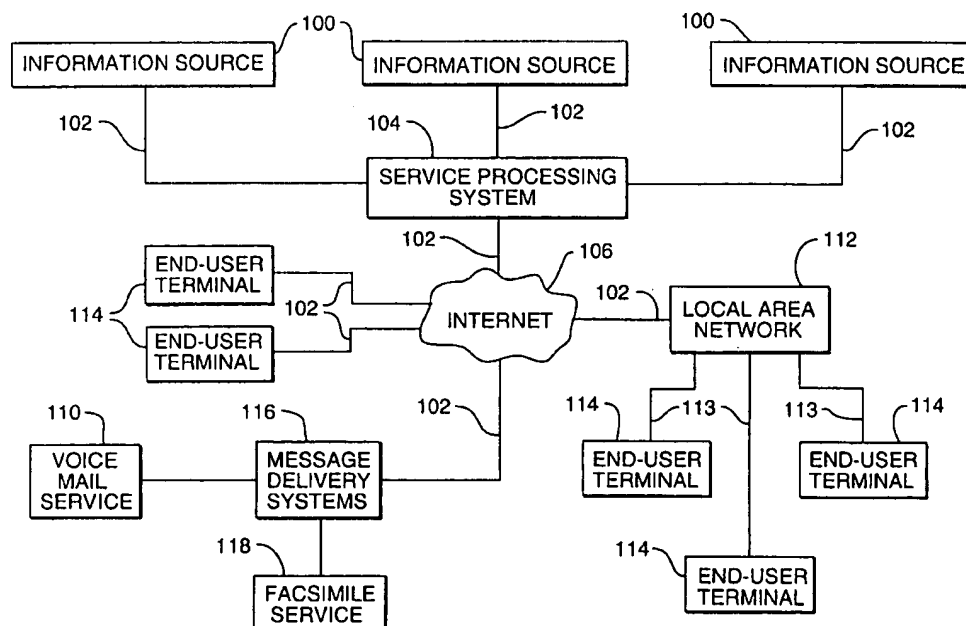 100
100
INFORMATION SOURCE
INFORMATION SOURCE
INFORMATION SOURCE
102
104
102
102
SERVICE PROCESSING
SYSTEM
102
106
112
END-USER
TERMINAL
114
102
END-USER
TERMINAL
INTERNET
102
LOCAL AREA
NETWORK
110
116
102
114
113
113
114
VOICE
MAIL
SERVICE
MESSAGE
DELIVERY
SYSTEMS
END-USER
TERMINAL
END-USER
TERMINAL
118
FACSIMILE
SERVICE
114
END-USER
TERMINAL